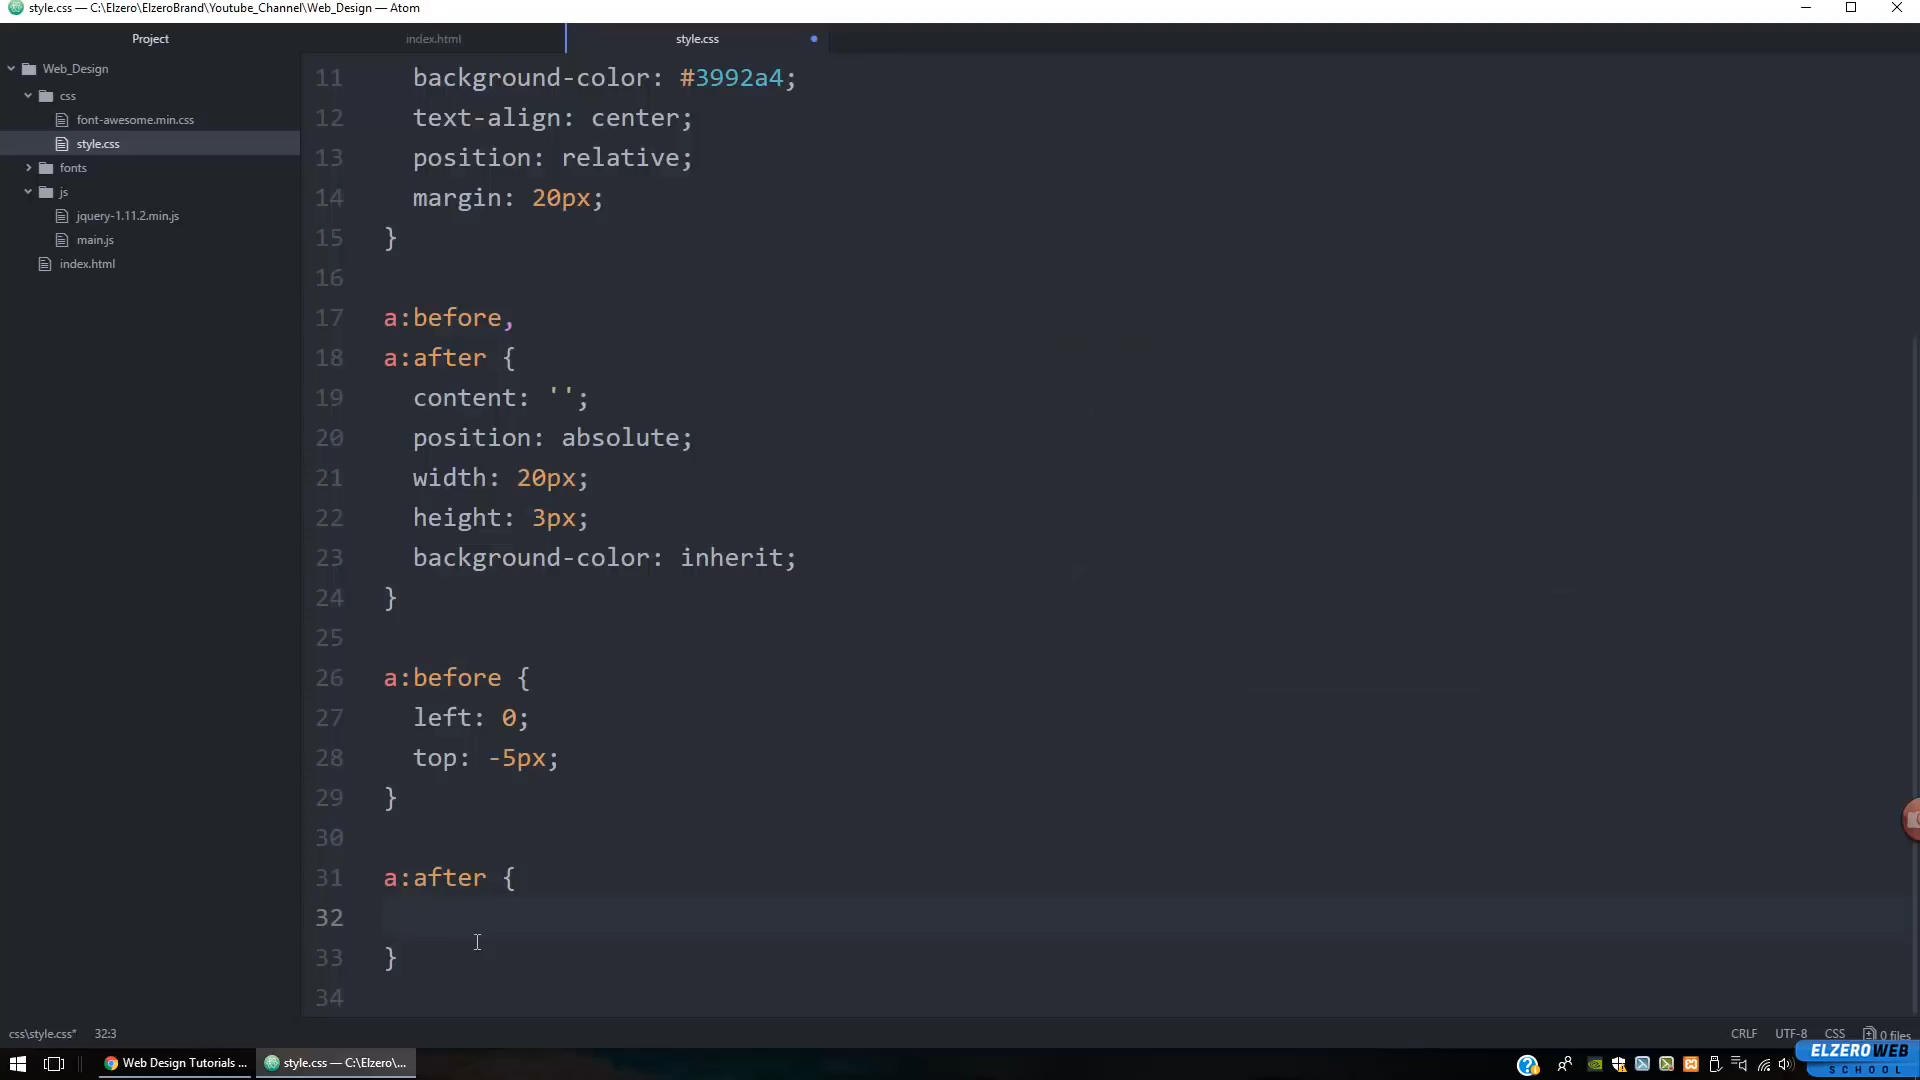 style.css — C:\Elzero\ElzeroBrand\Youtube_Channel\Web_Design — Atom
Project
index.html
style.css
Web_Design
css
font-awesome.min.css
style.css
fonts
js
jquery-1.11.2.min.js
main.js
index.html
11 background-color: #3992a4;
12 text-align: center;
13 position: relative;
14 margin: 20px;
15 }
16
17 a:before,
18 a:after {
19 content: '';
20 position: absolute;
21 width: 20px;
22 height: 3px;
23 background-color: inherit;
24 }
25
26 a:before {
27 left: 0;
28 top: -5px;
29 }
30
31 a:after {
32
33 }
34
css\style.css* 32:3
CRLF UTF-8 CSS 0 files
Web Design Tutorials ...
style.css — C:\Elzero\...
ELZERO WEB
SCHOOL